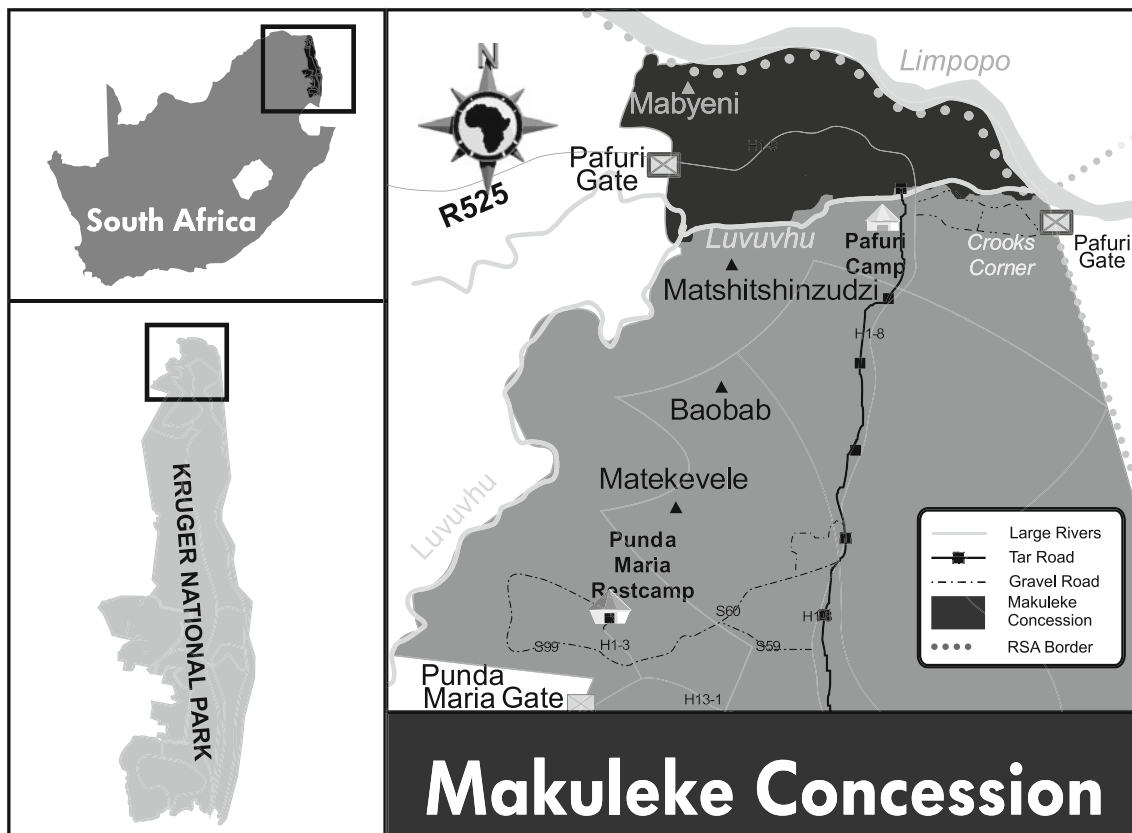 South Africa
KRUGER NATIONAL PARK
N
R525
Limpopo
Mabyeni
Pafuri
Gate
Luvuvhu
Pafuri
Camp
Crooks
Corner
Pafuri
Gate
Matshitshinzudzi
H1-8
Baobab
Luvuvhu
Matekevele
Punda
Maria
Restcamp
S60
S99
H1-3
S59
Punda
Maria Gate
H13-1
Large Rivers
Tar Road
Gravel Road
Makuleke
Concession
RSA Border
Makuleke Concession